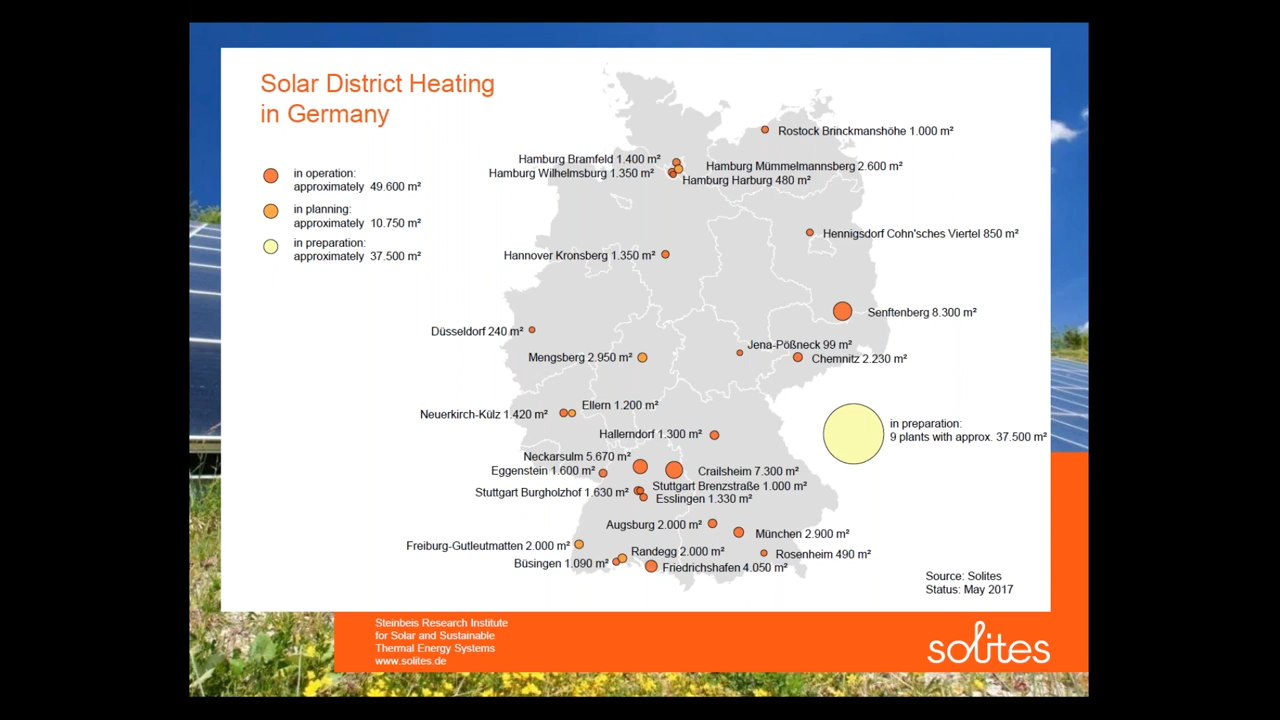 Solar District Heating
in Germany
in operation:
approximately 49.600 m²
in planning:
approximately 10.750 m²
in preparation:
approximately 37.500 m²
Rostock Brinckmanshöhe 1.000 m²
Hamburg Bramfeld 1.400 m²
Hamburg Mümmelmannsberg 2.600 m²
Hamburg Wilhelmsburg 1.350 m²
Hamburg Harburg 480 m²
Hennigsdorf Cohn'sches Viertel 850 m²
Hannover Kronsberg 1.350 m²
Senftenberg 8.300 m²
Düsseldorf 240 m²
Jena-Pößneck 99 m²
Mengsberg 2.950 m²
Chemnitz 2.230 m²
Ellern 1.200 m²
Neuerkirch-Külz 1.420 m²
in preparation:
9 plants with approx. 37.500 m²
Hallerndorf 1.300 m²
Neckarsulm 5.670 m²
Eggenstein 1.600 m²
Crailsheim 7.300 m²
Stuttgart Brenzstraße 1.000 m²
Stuttgart Burgholzhof 1.630 m²
Esslingen 1.330 m²
Augsburg 2.000 m²
München 2.900 m²
Freiburg-Gutleutmatten 2.000 m²
Randegg 2.000 m²
Rosenheim 490 m²
Büsingen 1.090 m²
Friedrichshafen 4.050 m²
Source: Solites
Status: May 2017
Steinbeis Research Institute
for Solar and Sustainable
Thermal Energy Systems
www.solites.de
solites